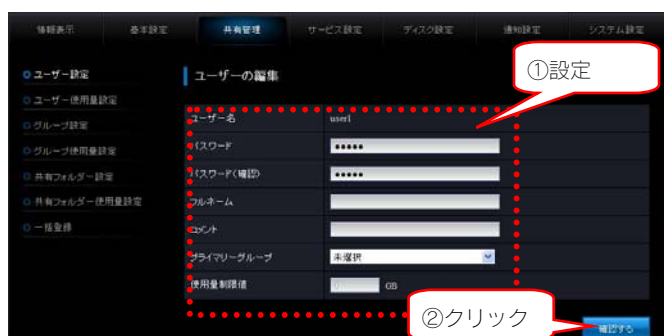 情報表示 基本設定 共有管理 サービス設定 ディスク設定 通知設定 システム設定
ユーザー設定
ユーザー使用量設定
グループ設定
グループ使用量設定
共有フォルダー設定
共有フォルダー使用量設定
一括登録
ユーザーの編集
①設定
ユーザー名 user1
パスワード •••••
パスワード(確認) •••••
フルネーム
コメント
プライマリーグループ 未選択
使用量制限値 GB
②クリック
確認する